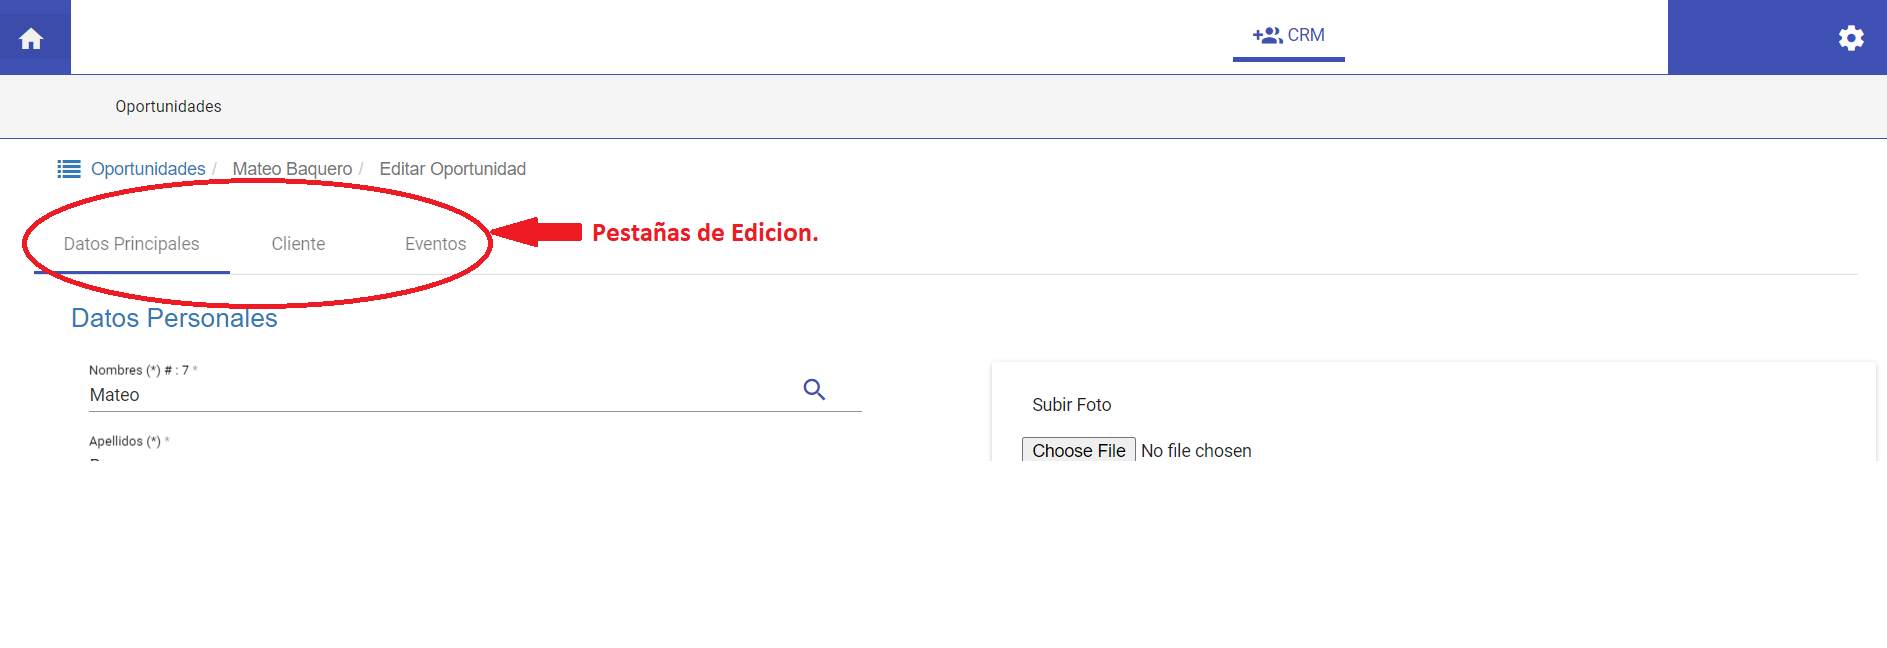 CRM
Oportunidades
Oportunidades / Mateo Baquero / Editar Oportunidad
Datos Principales Cliente Eventos
Pestañas de Edicion.
Datos Personales
Nombres (*) # : 7 *
Mateo
Subir Foto
Apellidos (*) *
Choose File No file chosen